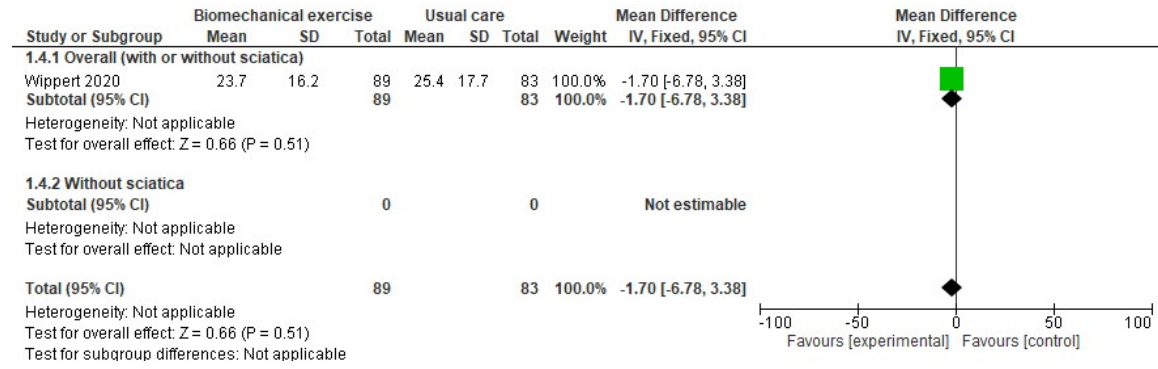 Biomechanical exercise Usual care Mean Difference Mean Difference
Study or Subgroup Mean SD Total Mean SD Total Weight IV, Fixed, 95% CI IV, Fixed, 95% CI
1.4.1 Overall (with or without sciatica)
Wippert 2020 23.7 16.2 89 25.4 17.7 83 100.0% -1.70 [-6.78, 3.38]
Subtotal (95% CI) 89 83 100.0% -1.70 [-6.78, 3.38]
Heterogeneity: Not applicable
Test for overall effect: Z = 0.66 (P = 0.51)
1.4.2 Without sciatica
Subtotal (95% CI) 0 0 Not estimable
Heterogeneity: Not applicable
Test for overall effect: Not applicable
Total (95% CI) 89 83 100.0% -1.70 [-6.78, 3.38]
Heterogeneity: Not applicable
Test for overall effect: Z = 0.66 (P = 0.51)
Test for subgroup differences: Not applicable
-100 -50 0 50 100
Favours [experimental] Favours [control]